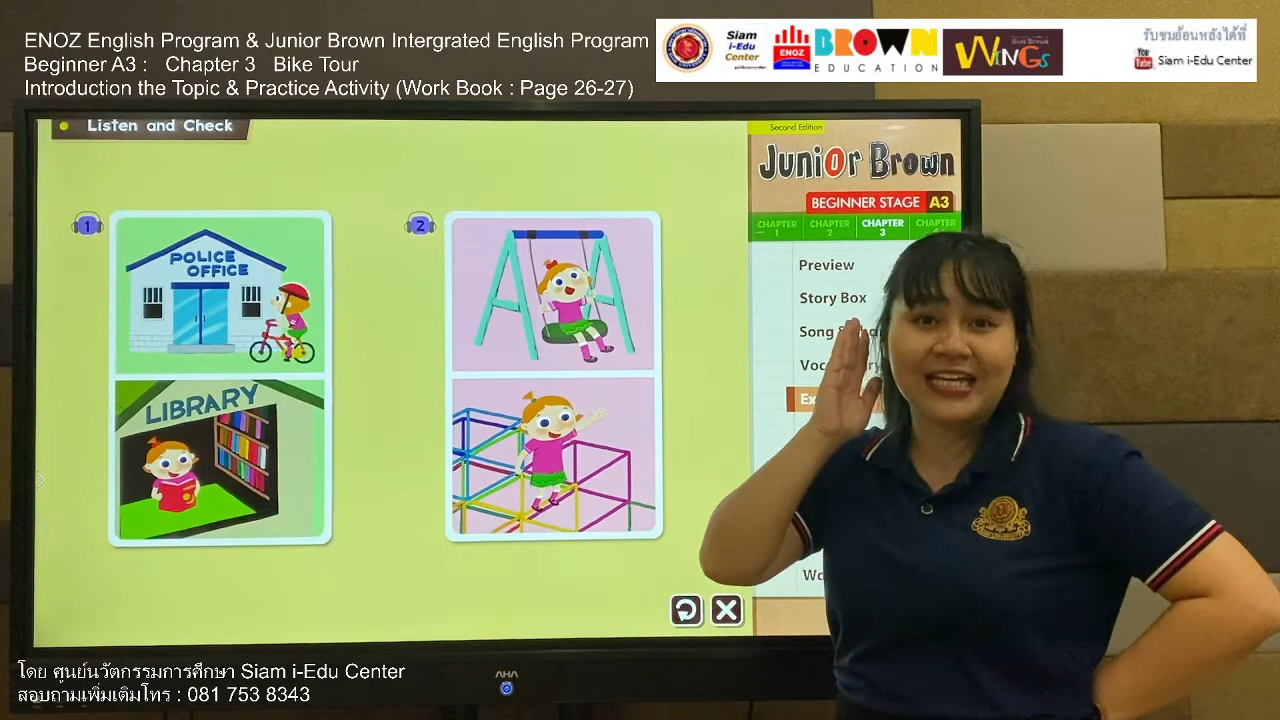 ENOZ English Program & Junior Brown Intergrated English Program
Beginner A3 : Chapter 3 Bike Tour
Introduction the Topic & Practice Activity (Work Book : Page 26-27)
Siam
i-Edu
Center
ENOZ
BROWN
EDUCATION
WINGS
รับชมย้อนหลังได้ที่
You
Tube
Siam i-Edu Center
Listen and Check
Second Edition
Junior Brown
BEGINNER STAGE A3
CHAPTER 1
CHAPTER 2
CHAPTER 3
CHAPTER
Preview
Story Box
Song &
1
POLICE
OFFICE
LIBRARY
2
โดย ศูนย์นวัตกรรมการศึกษา Siam i-Edu Center
สอบถามเพิ่มเติมโทร : 081 753 8343
AHA